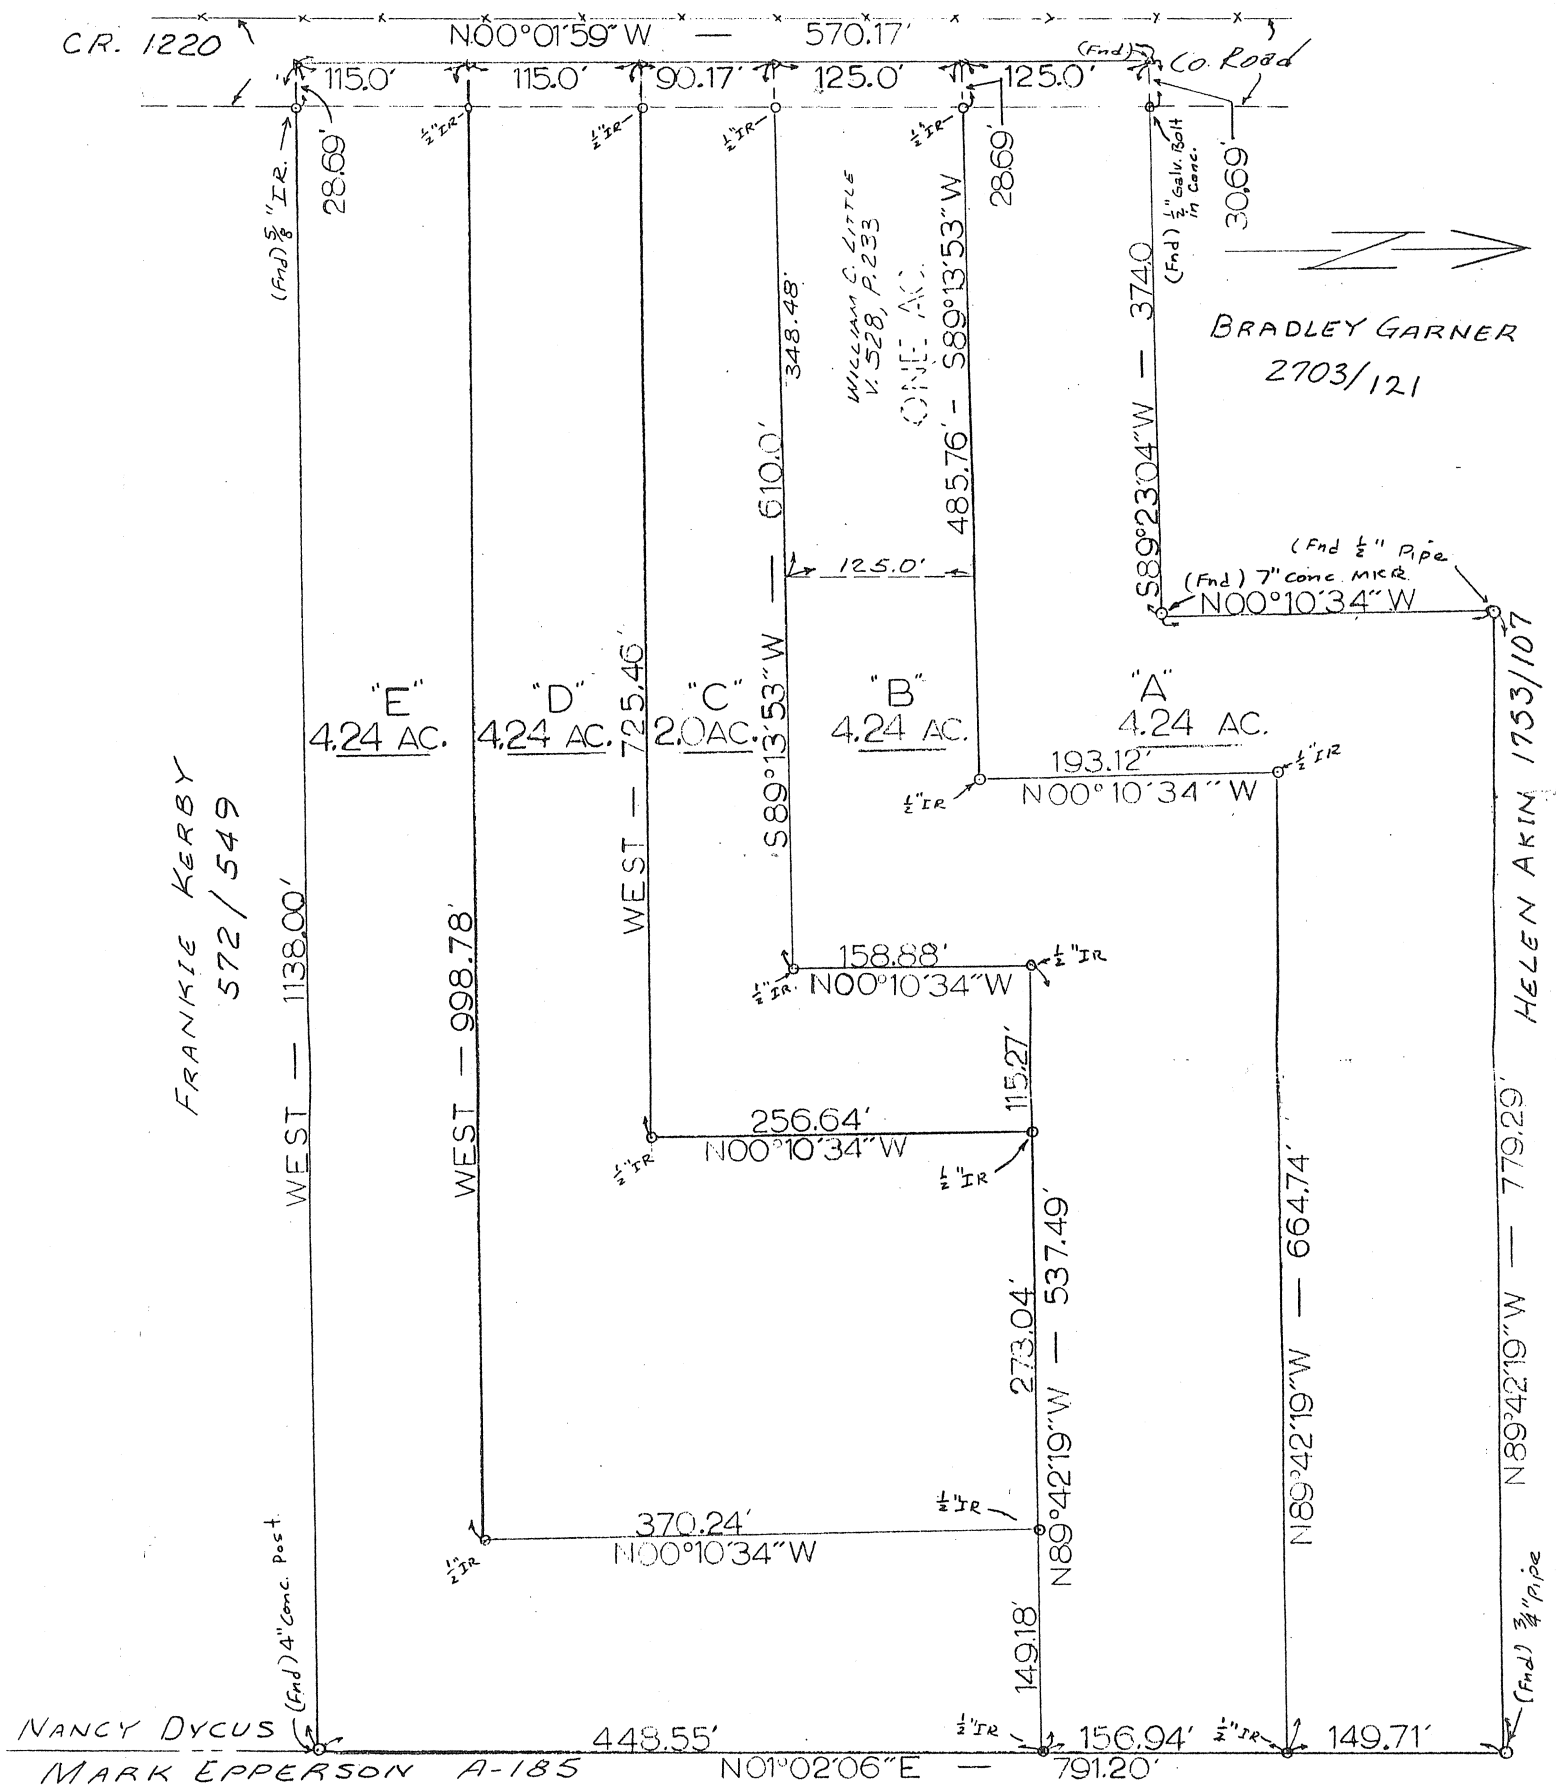 N.00°01'59"W — 570.17'
CR. 1220
(Fnd)
Co. Road
115.0'
115.0'
90.17'
125.0'
125.0'
(Fnd) 5/8" IR.
28.69'
1/2" IR
1/2" IR
1/2" IR
1/2" IR
28.69'
(Fnd) 1/2" Galv. Bolt
in Conc.
30.69'
WILLIAM C. LITTLE
V. 528, P. 233
ONE AC.
348.48'
S89°13'53"W — 610.0'
485.76' - S89°13'53"W
S89°23'04"W — 374.0
BRADLEY GARNER
2703/121
125.0'
(Fnd 1/2" Pipe
(Fnd) 7" conc. MKR.
N00°10'34"W
HELEN AKIN 1753/107
"E"
4.24 AC.
"D"
4.24 AC.
"C"
2.0 AC.
"B"
4.24 AC.
"A"
4.24 AC.
WEST — 725.46'
193.12'
N00°10'34"W
1/2" IR
1/2" IR
FRANKIE KERBY
572/549
WEST — 1138.00'
WEST — 998.78'
158.88'
N00°10'34"W
1/2" IR.
1/2" IR
115.27'
256.64'
N00°10'34"W
1/2" IR
1/2" IR
273.04'
N89°42'19"W — 537.49'
N89°42'19"W — 664.74'
N89°42'19"W — 779.29'
370.24'
N00°10'34"W
1/2" IR
1/2" IR
149.18'
(Fnd) 4" Conc. Post.
(Fnd) 3/4" Pipe
NANCY DYCUS
448.55'
1/2" IR
156.94'
1/2" IR
149.71'
MARK EPPERSON A-185
N01°02'06"E — 791.20'